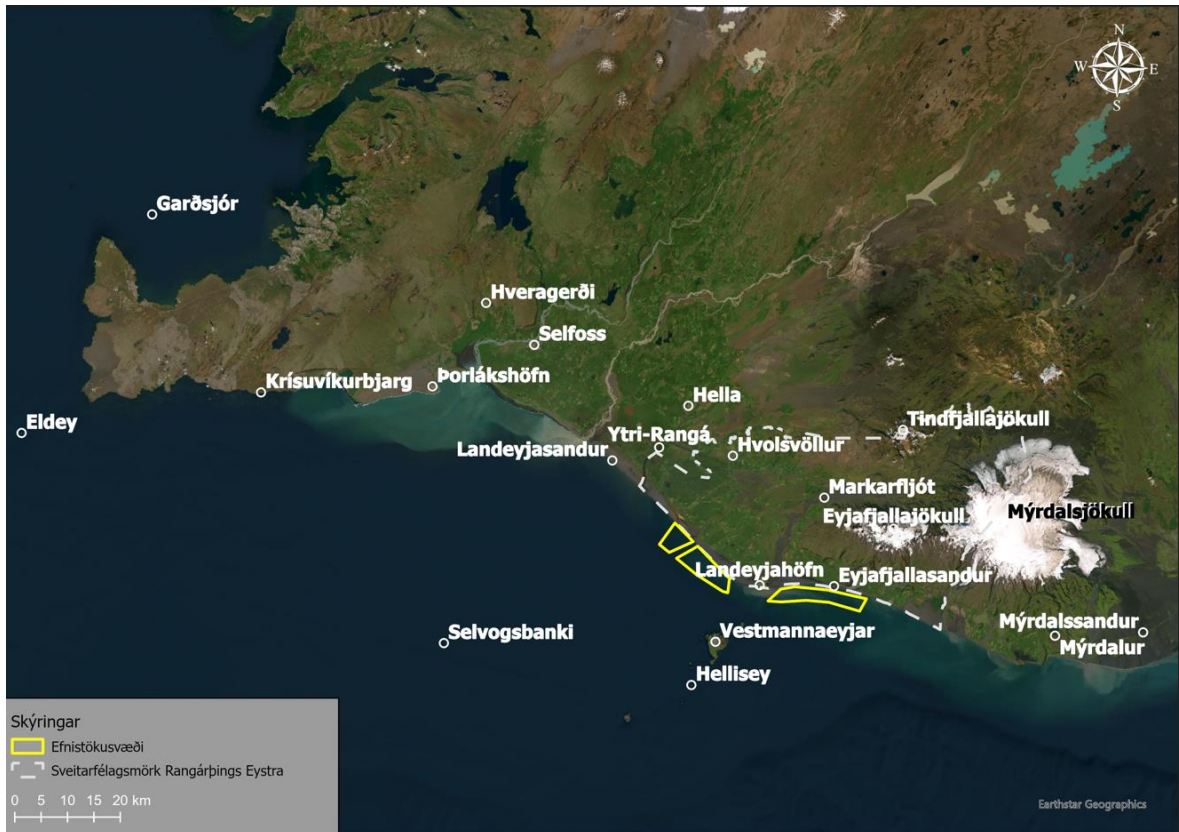 N
W E
S
Garðsjór
Hveragerði
Selfoss
Krísuvíkurbjarg
Þorlákshöfn
Hella
Eldey
Tindfjallajökull
Ytri-Rangá
Landeyjasandur
Hvolsvöllur
Markarfljót
Eyjafjallajökull
Mýrdalsjökull
Landeyjahöfn
Eyjafjallasandur
Mýrdalssandur
Selvogsbanki
Vestmannaeyjar
Mýrdalur
Hellisey
Skýringar
Efnistökusvæði
Sveitarfélagsmörk Rangárþings Eystra
0 5 10 15 20 km
Earthstar Geographics